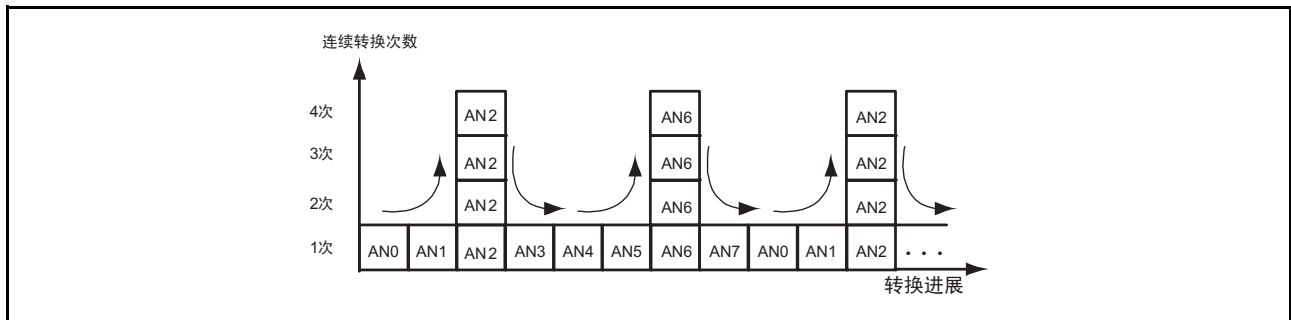 连续转换次数
4次 AN2 AN6 AN2
3次 AN2 AN6 AN2
2次 AN2 AN6 AN2
1次 AN0 AN1 AN2 AN3 AN4 AN5 AN6 AN7 AN0 AN1 AN2 ···
转换进展